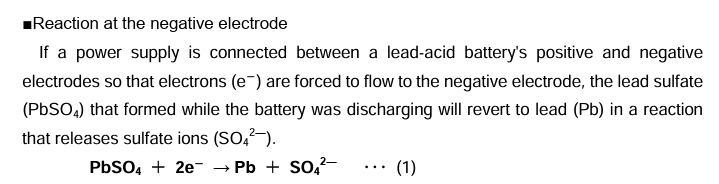 ■Reaction at the negative electrode
If a power supply is connected between a lead-acid battery's positive and negative
electrodes so that electrons (e⁻) are forced to flow to the negative electrode, the lead sulfate
(PbSO₄) that formed while the battery was discharging will revert to lead (Pb) in a reaction
that releases sulfate ions (SO₄²⁻).
PbSO₄ + 2e⁻ → Pb + SO₄²⁻ ··· (1)